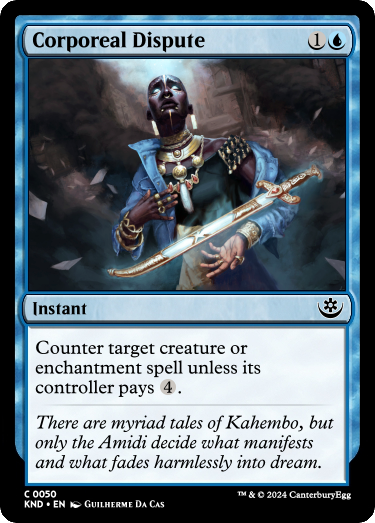 Corporeal Dispute 1
Instant
Counter target creature or
enchantment spell unless its
controller pays 4.
There are myriad tales of Kahembo, but
only the Amidi decide what manifests
and what fades harmlessly into dream.
C 0050
KND • EN Guilherme Da Cas
™ & © 2024 CanterburyEgg